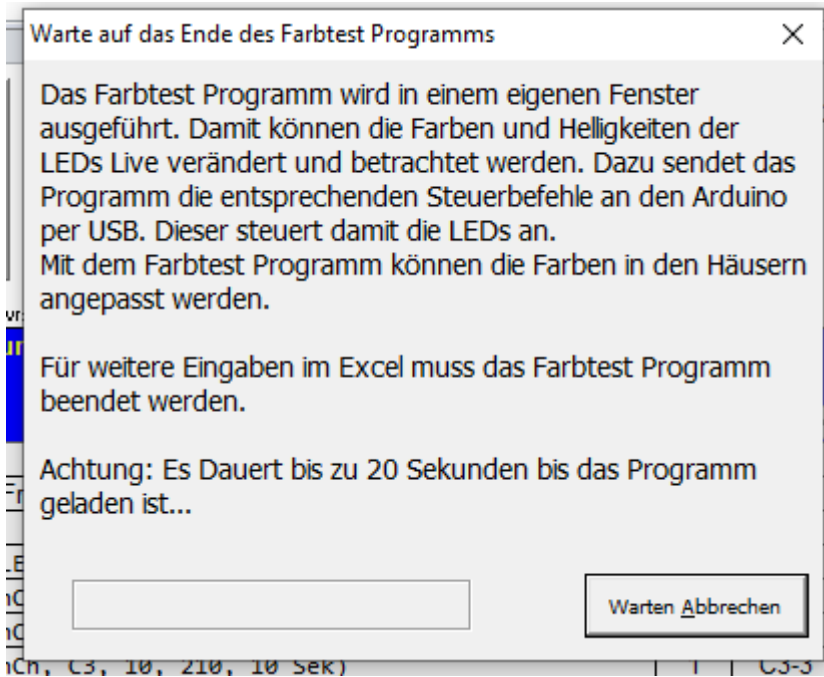 Warte auf das Ende des Farbtest Programms
Das Farbtest Programm wird in einem eigenen Fenster
ausgeführt. Damit können die Farben und Helligkeiten der
LEDs Live verändert und betrachtet werden. Dazu sendet das
Programm die entsprechenden Steuerbefehle an den Arduino
per USB. Dieser steuert damit die LEDs an.
Mit dem Farbtest Programm können die Farben in den Häusern
angepasst werden.
Für weitere Eingaben im Excel muss das Farbtest Programm
beendet werden.
Achtung: Es Dauert bis zu 20 Sekunden bis das Programm
geladen ist...
Warten Abbrechen
nCh, C3, 10, 210, 10 Sek) 1 C3-3